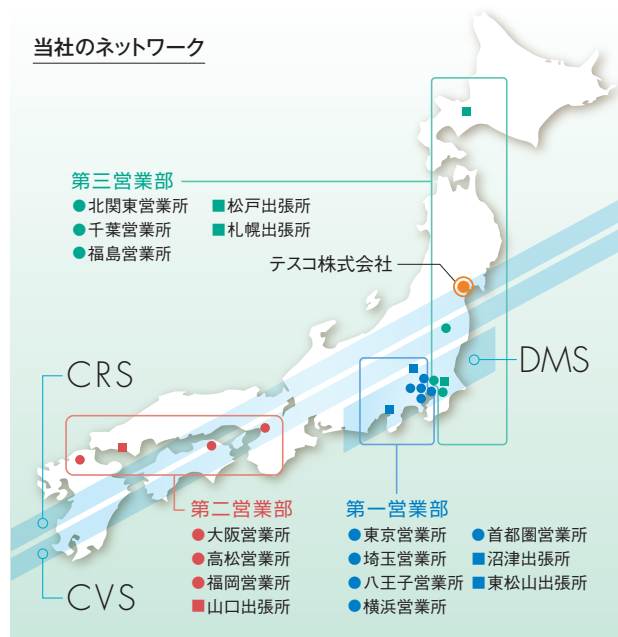 当社のネットワーク
第三営業部
●北関東営業所 ■松戸出張所
●千葉営業所 ■札幌出張所
●福島営業所
テスコ株式会社
DMS
CRS
CVS
第二営業部
●大阪営業所
●高松営業所
●福岡営業所
■山口出張所
第一営業部
●東京営業所 ●首都圏営業所
●埼玉営業所 ■沼津出張所
●八王子営業所 ■東松山出張所
●横浜営業所